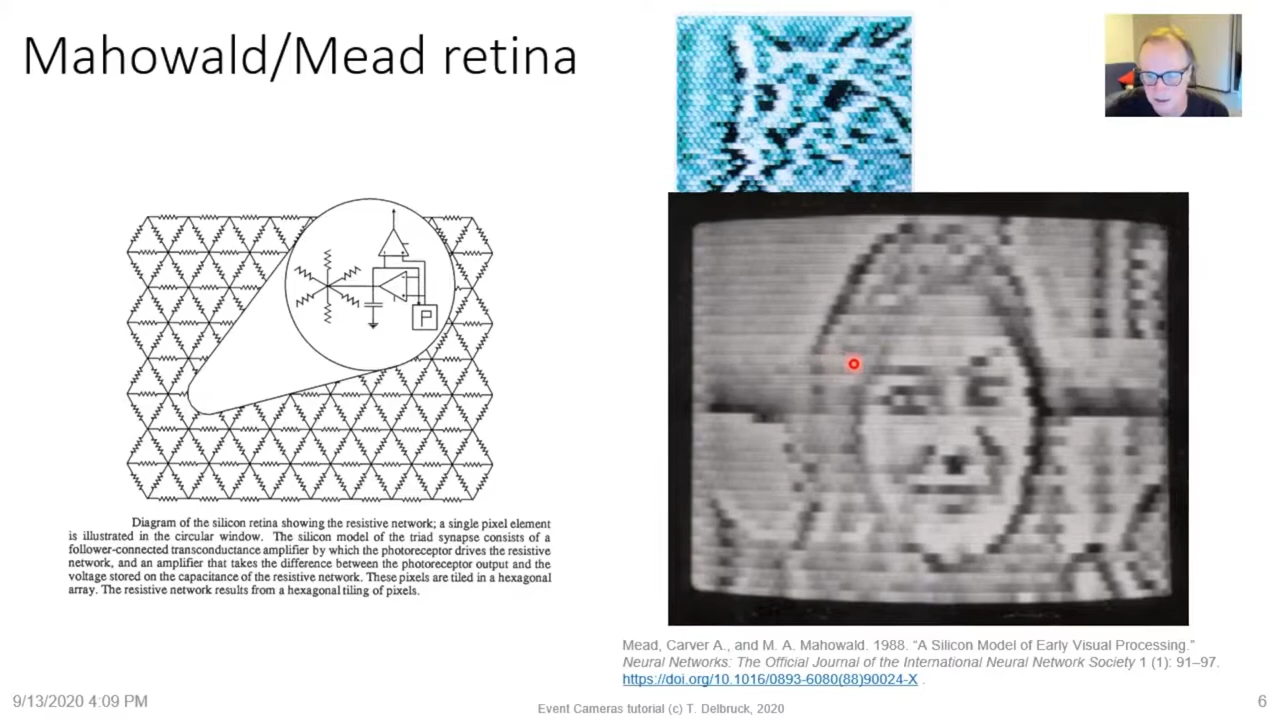 Mahowald/Mead retina
P
Diagram of the silicon retina showing the resistive network; a single pixel element
is illustrated in the circular window. The silicon model of the triad synapse consists of a
follower-connected transconductance amplifier by which the photoreceptor drives the resistive
network, and an amplifier that takes the difference between the photoreceptor output and the
voltage stored on the capacitance of the resistive network. These pixels are tiled in a hexagonal
array. The resistive network results from a hexagonal tiling of pixels.
Mead, Carver A., and M. A. Mahowald. 1988. “A Silicon Model of Early Visual Processing.”
Neural Networks: The Official Journal of the International Neural Network Society 1 (1): 91–97.
https://doi.org/10.1016/0893-6080(88)90024-X .
9/13/2020 4:09 PM
Event Cameras tutorial (c) T. Delbruck, 2020
6